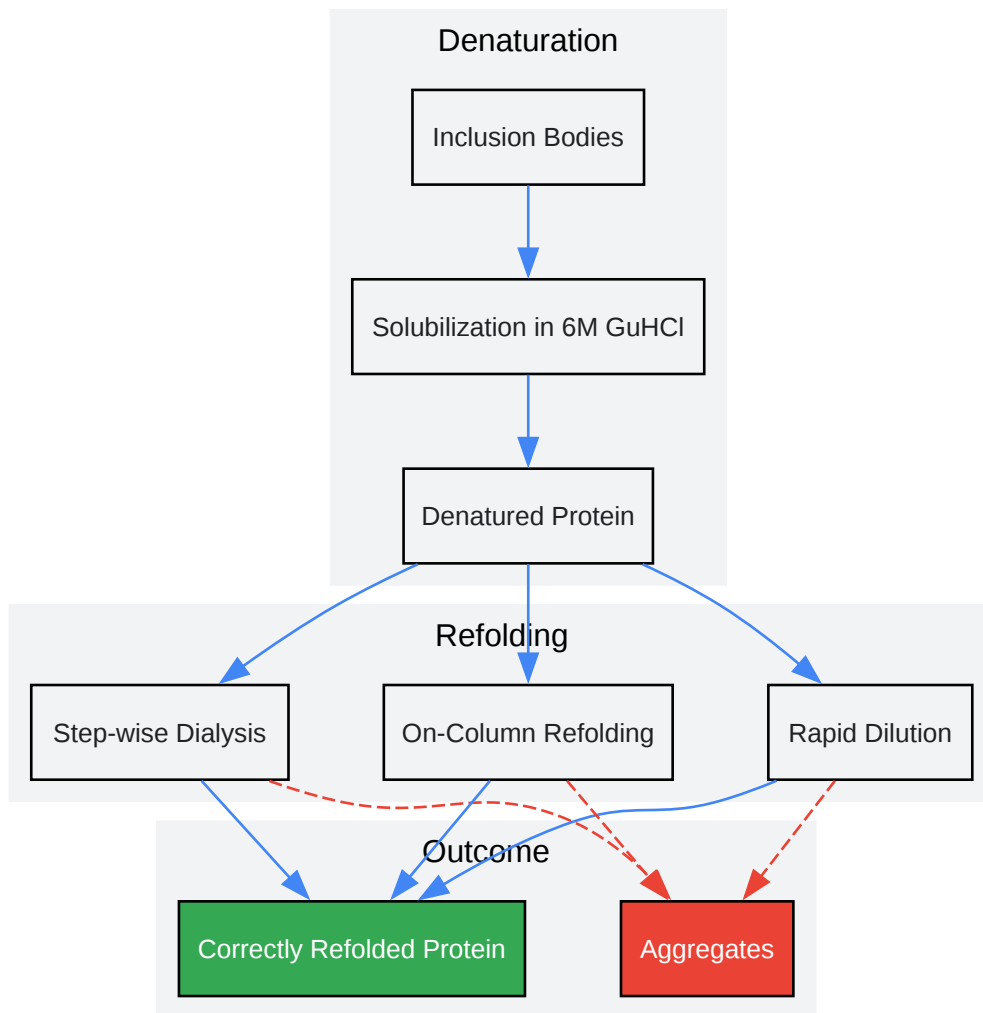 Denaturation
Inclusion Bodies
Solubilization in 6M GuHCl
Denatured Protein
Refolding
Step-wise Dialysis
On-Column Refolding
Rapid Dilution
Outcome
Correctly Refolded Protein
Aggregates